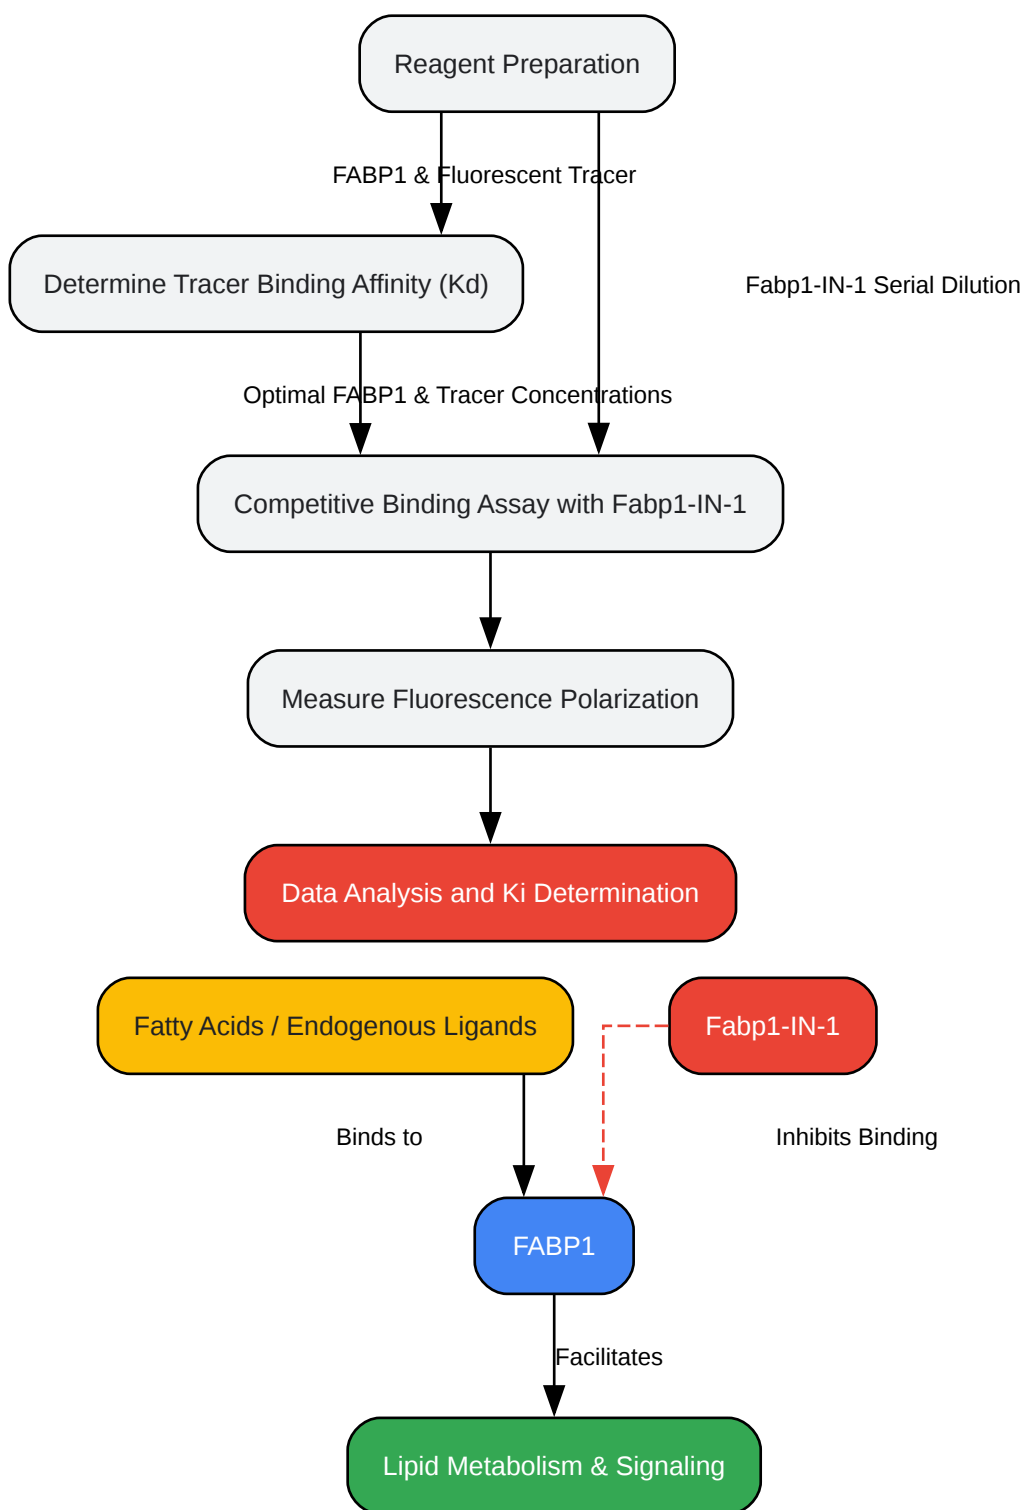 Reagent Preparation
FABP1 & Fluorescent Tracer
Determine Tracer Binding Affinity (Kd)
Fabp1-IN-1 Serial Dilution
Optimal FABP1 & Tracer Concentrations
Competitive Binding Assay with Fabp1-IN-1
Measure Fluorescence Polarization
Data Analysis and Ki Determination
Fatty Acids / Endogenous Ligands
Fabp1-IN-1
Binds to
Inhibits Binding
FABP1
Facilitates
Lipid Metabolism & Signaling